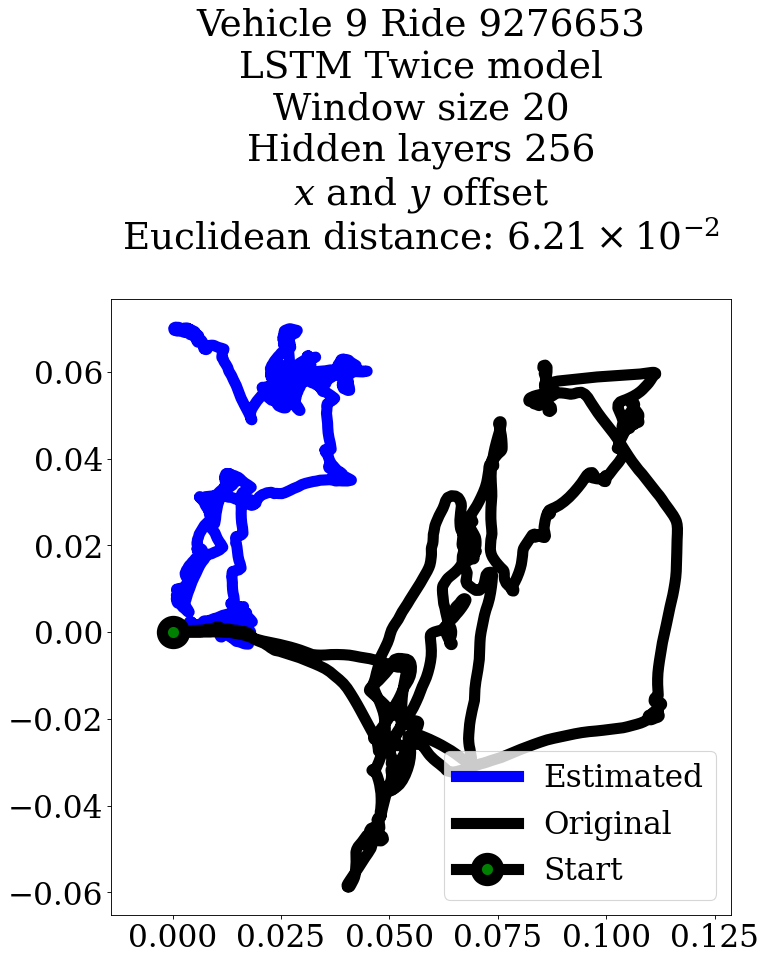 Vehicle 9 Ride 9276653
LSTM Twice model
Window size 20
Hidden layers 256
x and y offset
Euclidean distance: 6.21 × 10⁻²
0.06
0.04
0.02
0.00
−0.02
−0.04
−0.06
Estimated
Original
Start
0.000 0.025 0.050 0.075 0.100 0.125